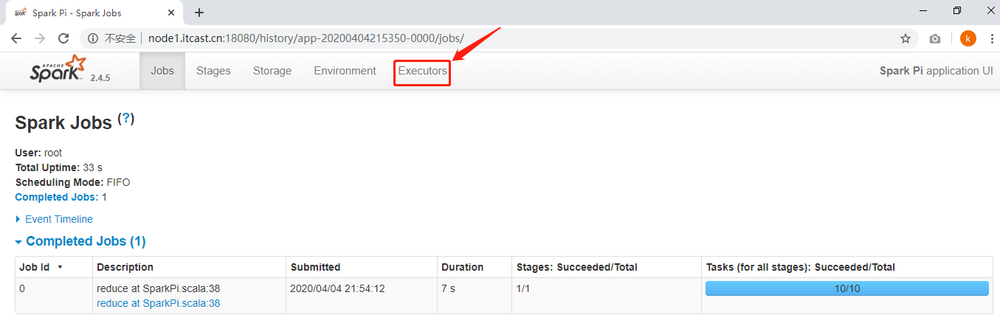 Spark Pi - Spark Jobs
不安全 node1.itcast.cn:18080/history/app-20200404215350-0000/jobs/
k
APACHE Spark 2.4.5 Jobs Stages Storage Environment Executors Spark Pi application UI
Spark Jobs (?)
User: root
Total Uptime: 33 s
Scheduling Mode: FIFO
Completed Jobs: 1
Event Timeline
Completed Jobs (1)
Job Id Description Submitted Duration Stages: Succeeded/Total Tasks (for all stages): Succeeded/Total
0 reduce at SparkPi.scala:38 2020/04/04 21:54:12 7 s 1/1 10/10
reduce at SparkPi.scala:38